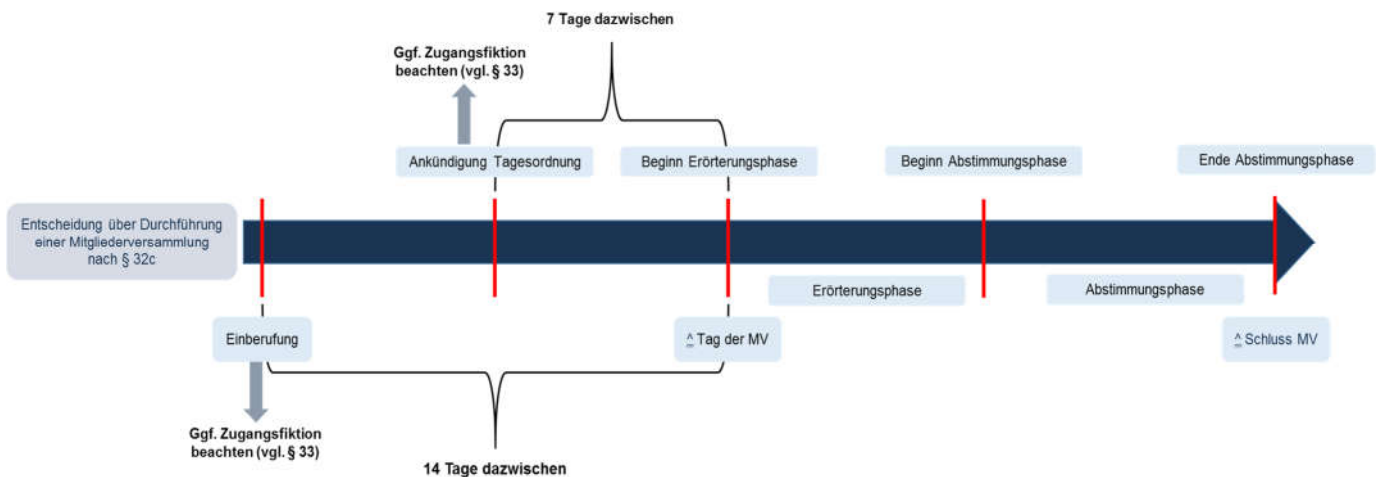 7 Tage dazwischen
Ggf. Zugangsfiktion
beachten (vgl. § 33)
Ankündigung Tagesordnung
Beginn Erörterungsphase
Beginn Abstimmungsphase
Ende Abstimmungsphase
Entscheidung über Durchführung
einer Mitgliederversammlung
nach § 32c
Erörterungsphase
Abstimmungsphase
Einberufung
≙ Tag der MV
≙ Schluss MV
Ggf. Zugangsfiktion
beachten (vgl. § 33)
14 Tage dazwischen